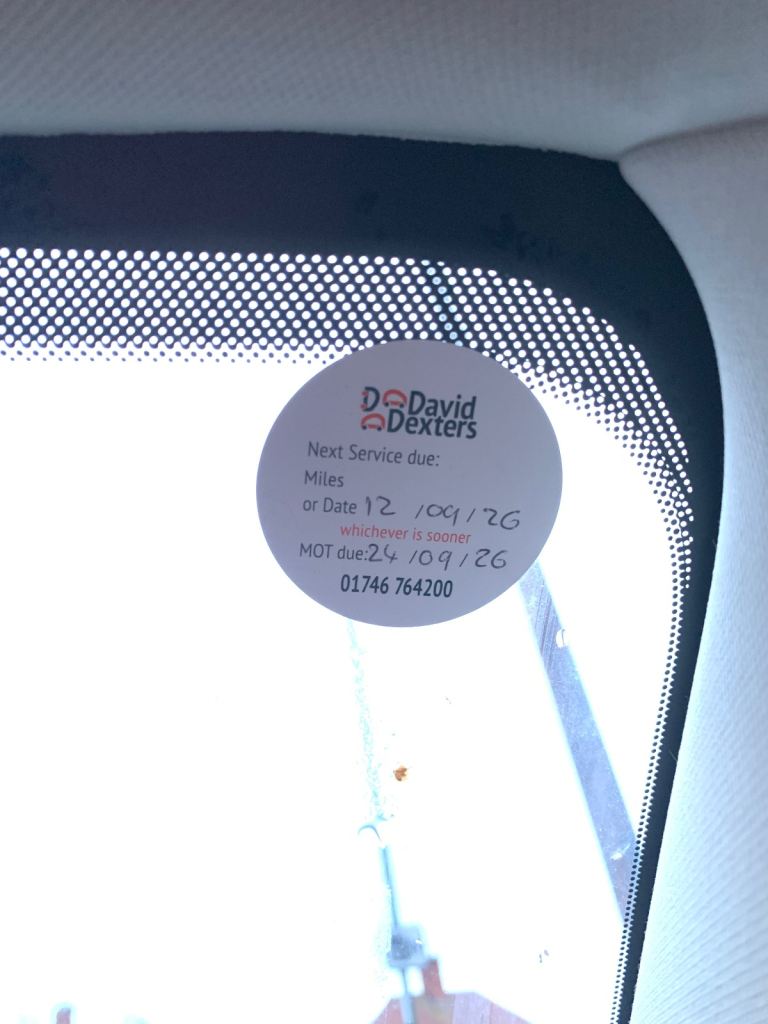 David
Dexters
Next Service due:
Miles
or Date 12 /09/26
whichever is sooner
MOT due:24/09/26
01746 764200